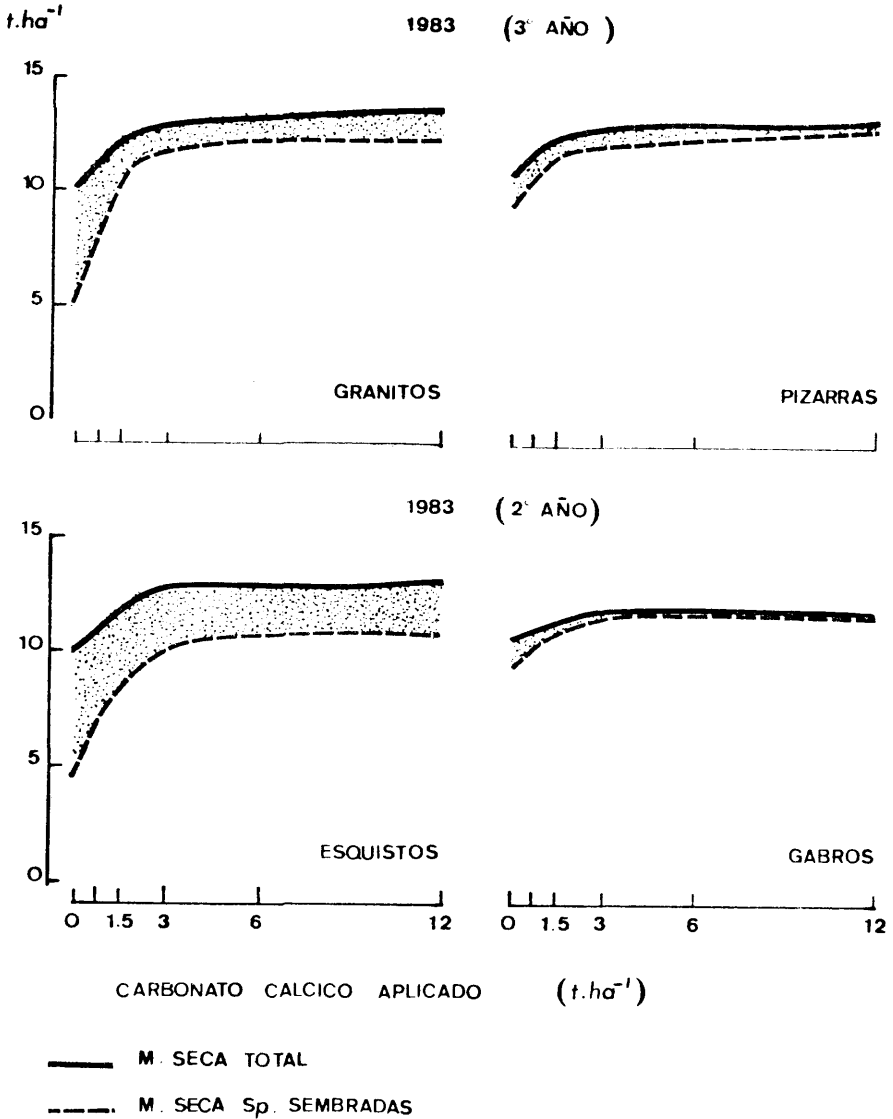 t.ha⁻¹
1983 (3° AÑO )
15
10
5
0
GRANITOS
PIZARRAS
1983 (2° AÑO)
15
10
5
0
ESQUISTOS
GABROS
0 1.5 3 6 12
0 1.5 3 6 12
CARBONATO CALCICO APLICADO (t.ha⁻¹)
M. SECA TOTAL
M. SECA Sp. SEMBRADAS